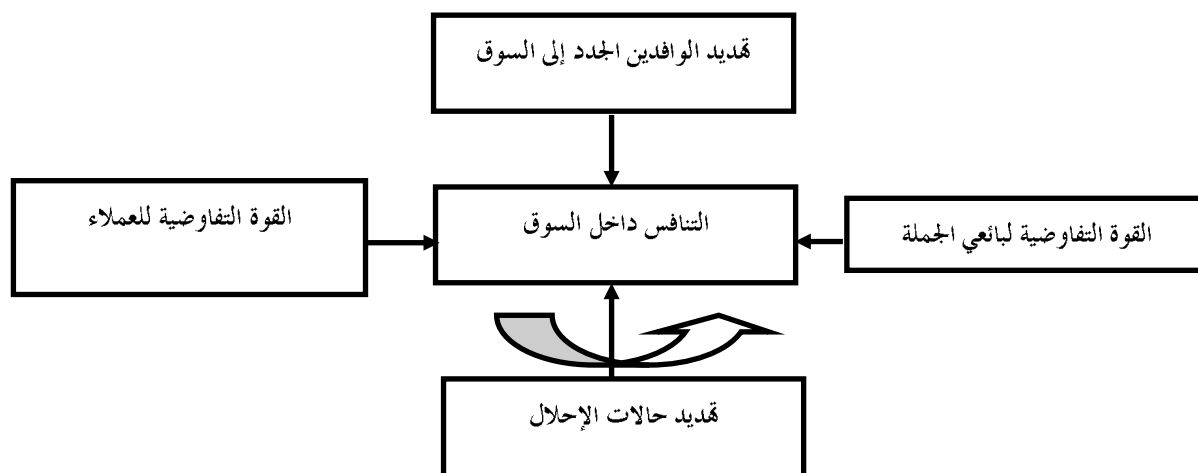 تهديد الوافدين الجدد إلى السوق
القوة التفاوضية لبائعي الجملة
التنافس داخل السوق
القوة التفاوضية للعملاء
تهديد حالات الإحلال